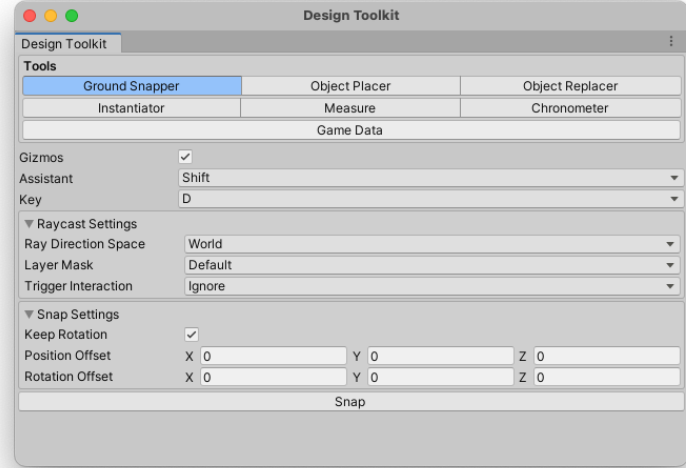 Design Toolkit
Design Toolkit
Tools
Ground Snapper Object Placer Object Replacer
Instantiator Measure Chronometer
Game Data
Gizmos
Assistant Shift
Key D
Raycast Settings
Ray Direction Space World
Layer Mask Default
Trigger Interaction Ignore
Snap Settings
Keep Rotation
Position Offset X 0 Y 0 Z 0
Rotation Offset X 0 Y 0 Z 0
Snap